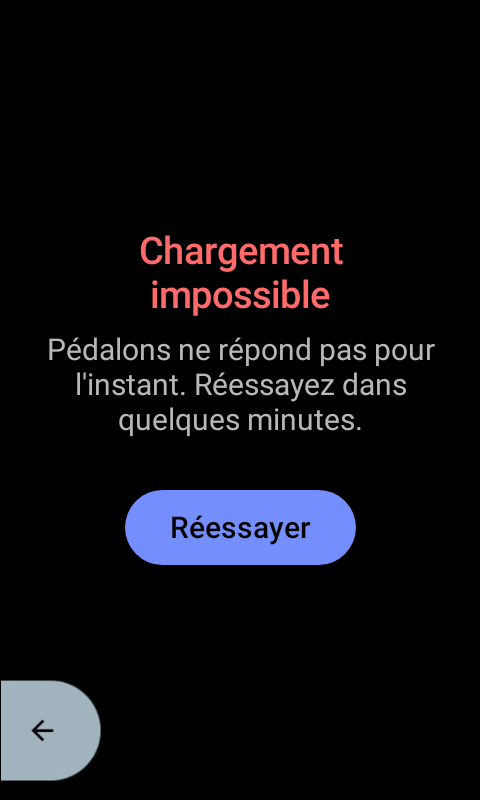 Chargement
impossible
Pédalons ne répond pas pour
l'instant. Réessayez dans
quelques minutes.
Réessayer